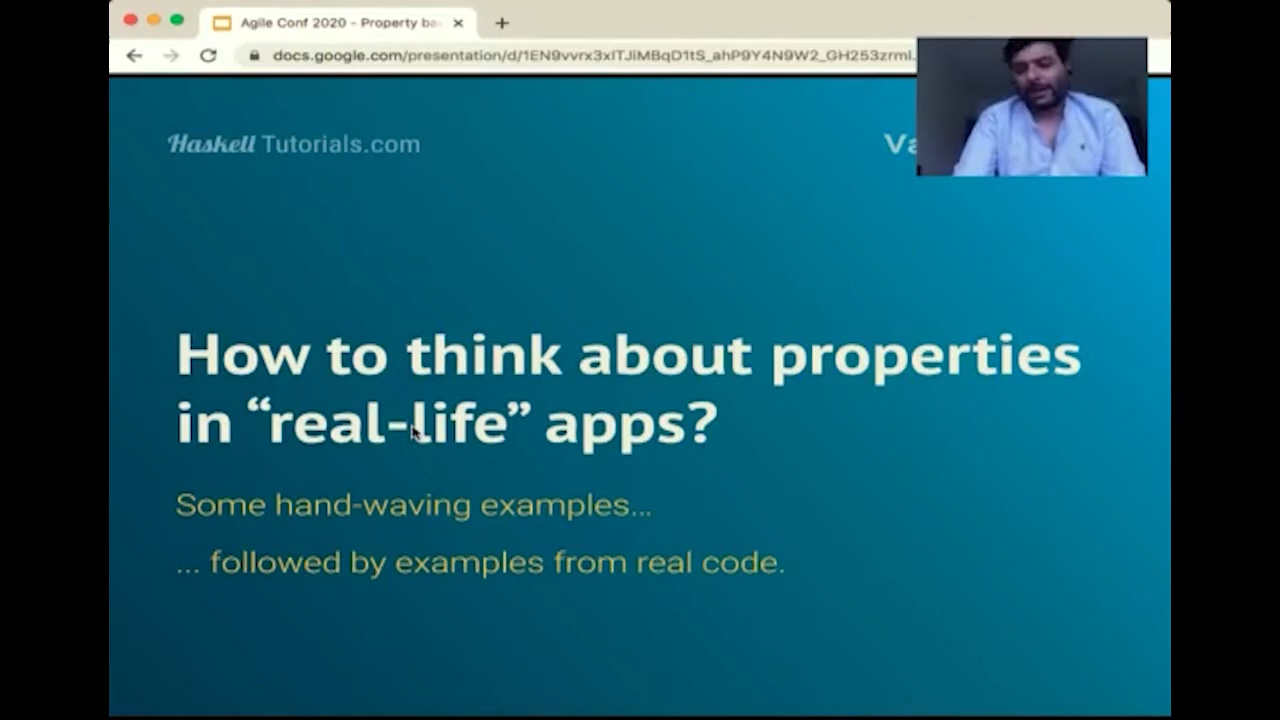 Agile Conf 2020 - Property ba
docs.google.com/presentation/d/1EN9vvrx3xITJiMBqD1tS_ahP9Y4N9W2_GH253zrml.
Haskell Tutorials.com
Va
How to think about properties
in “real-life” apps?
Some hand-waving examples...
... followed by examples from real code.